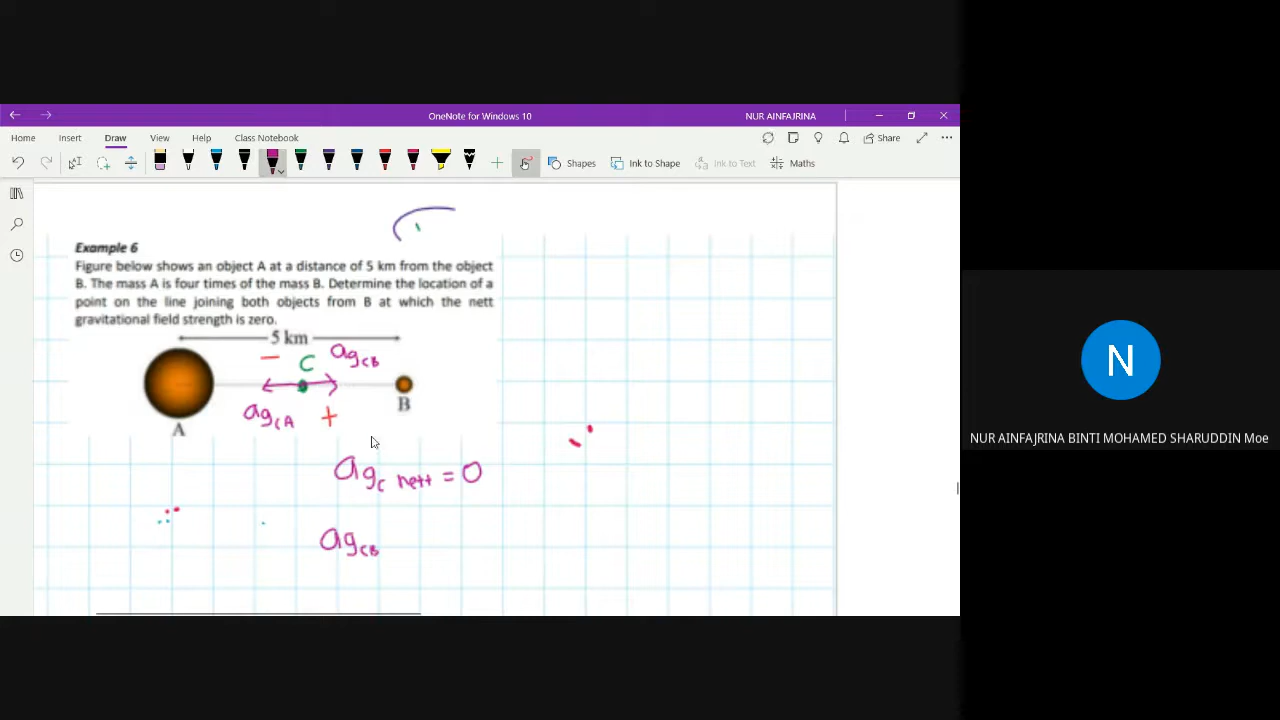 OneNote for Windows 10
NUR AINFAJRINA
Home Insert Draw View Help Class Notebook
Share
Shapes Ink to Shape Ink to Text Maths
Example 6
Figure below shows an object A at a distance of 5 km from the object
B. The mass A is four times of the mass B. Determine the location of a
point on the line joining both objects from B at which the nett
gravitational field strength is zero.
5 km
− C agCB
agCA +
A
B
agC nett = 0
agCB
N
NUR AINFAJRINA BINTI MOHAMED SHARUDDIN Moe